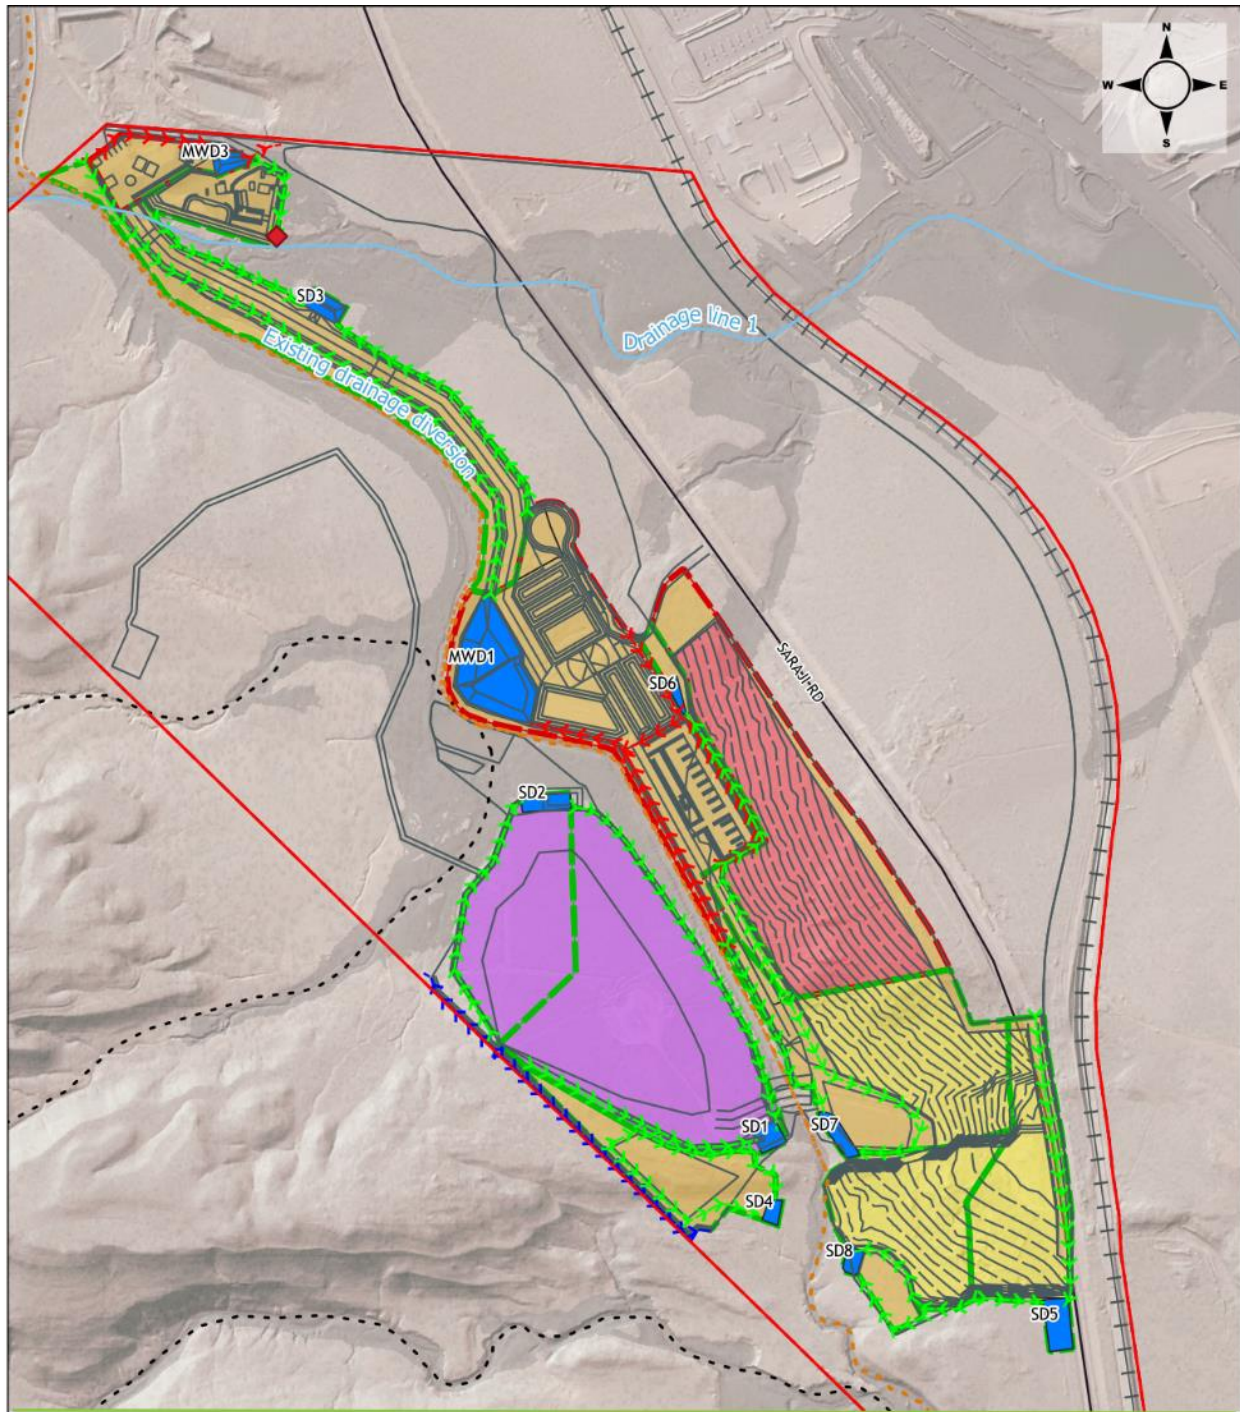 N
W E
S
MWD3
SD3
Drainage line 1
Existing drainage diversion
MWD1
SD6
SARAJI RD
SD2
SD1
SD7
SD4
SD8
SD5